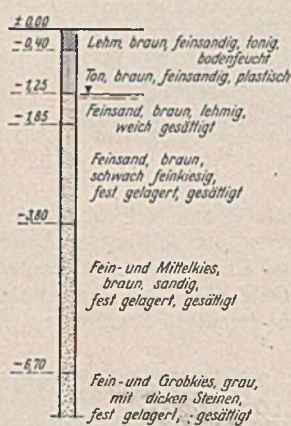 ± 0,00
-0,40
Lehm, braun, feinsandig, tonig,
bodenfeucht
Ton, braun, feinsandig, plastisch
-1,25
Feinsand, braun, lehmig,
weich gesättigt
-1,85
Feinsand, braun,
schwach feinkiesig,
fest gelagert, gesättigt
-3,80
Fein- und Mittelkies,
braun, sandig,
fest gelagert, gesättigt
-6,70
Fein- und Grobkies, grau,
mit dicken Steinen,
fest gelagert, gesättigt